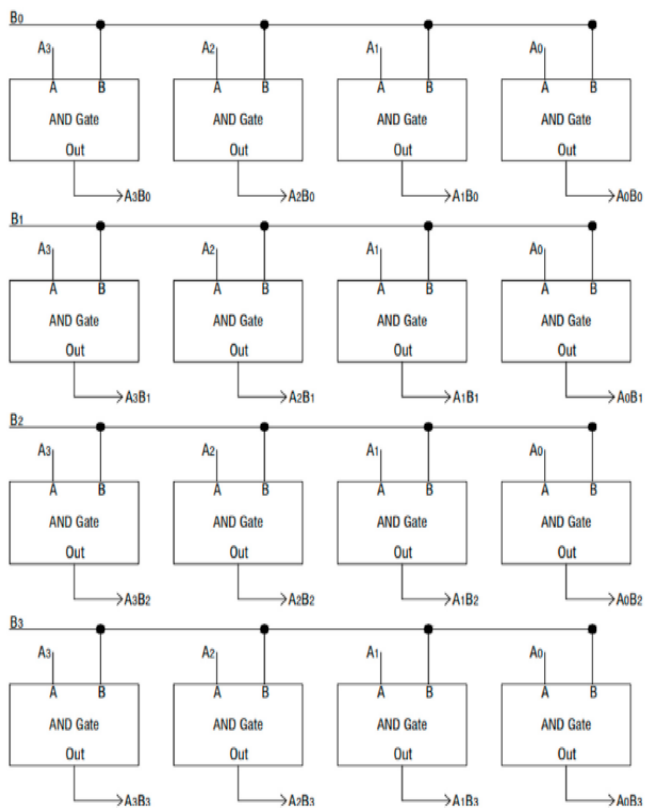 B0
A3 A2 A1 A0
A B A B A B A B
AND Gate AND Gate AND Gate AND Gate
Out Out Out Out
A3B0 A2B0 A1B0 A0B0
B1
A3 A2 A1 A0
A B A B A B A B
AND Gate AND Gate AND Gate AND Gate
Out Out Out Out
A3B1 A2B1 A1B1 A0B1
B2
A3 A2 A1 A0
A B A B A B A B
AND Gate AND Gate AND Gate AND Gate
Out Out Out Out
A3B2 A2B2 A1B2 A0B2
B3
A3 A2 A1 A0
A B A B A B A B
AND Gate AND Gate AND Gate AND Gate
Out Out Out Out
A3B3 A2B3 A1B3 A0B3